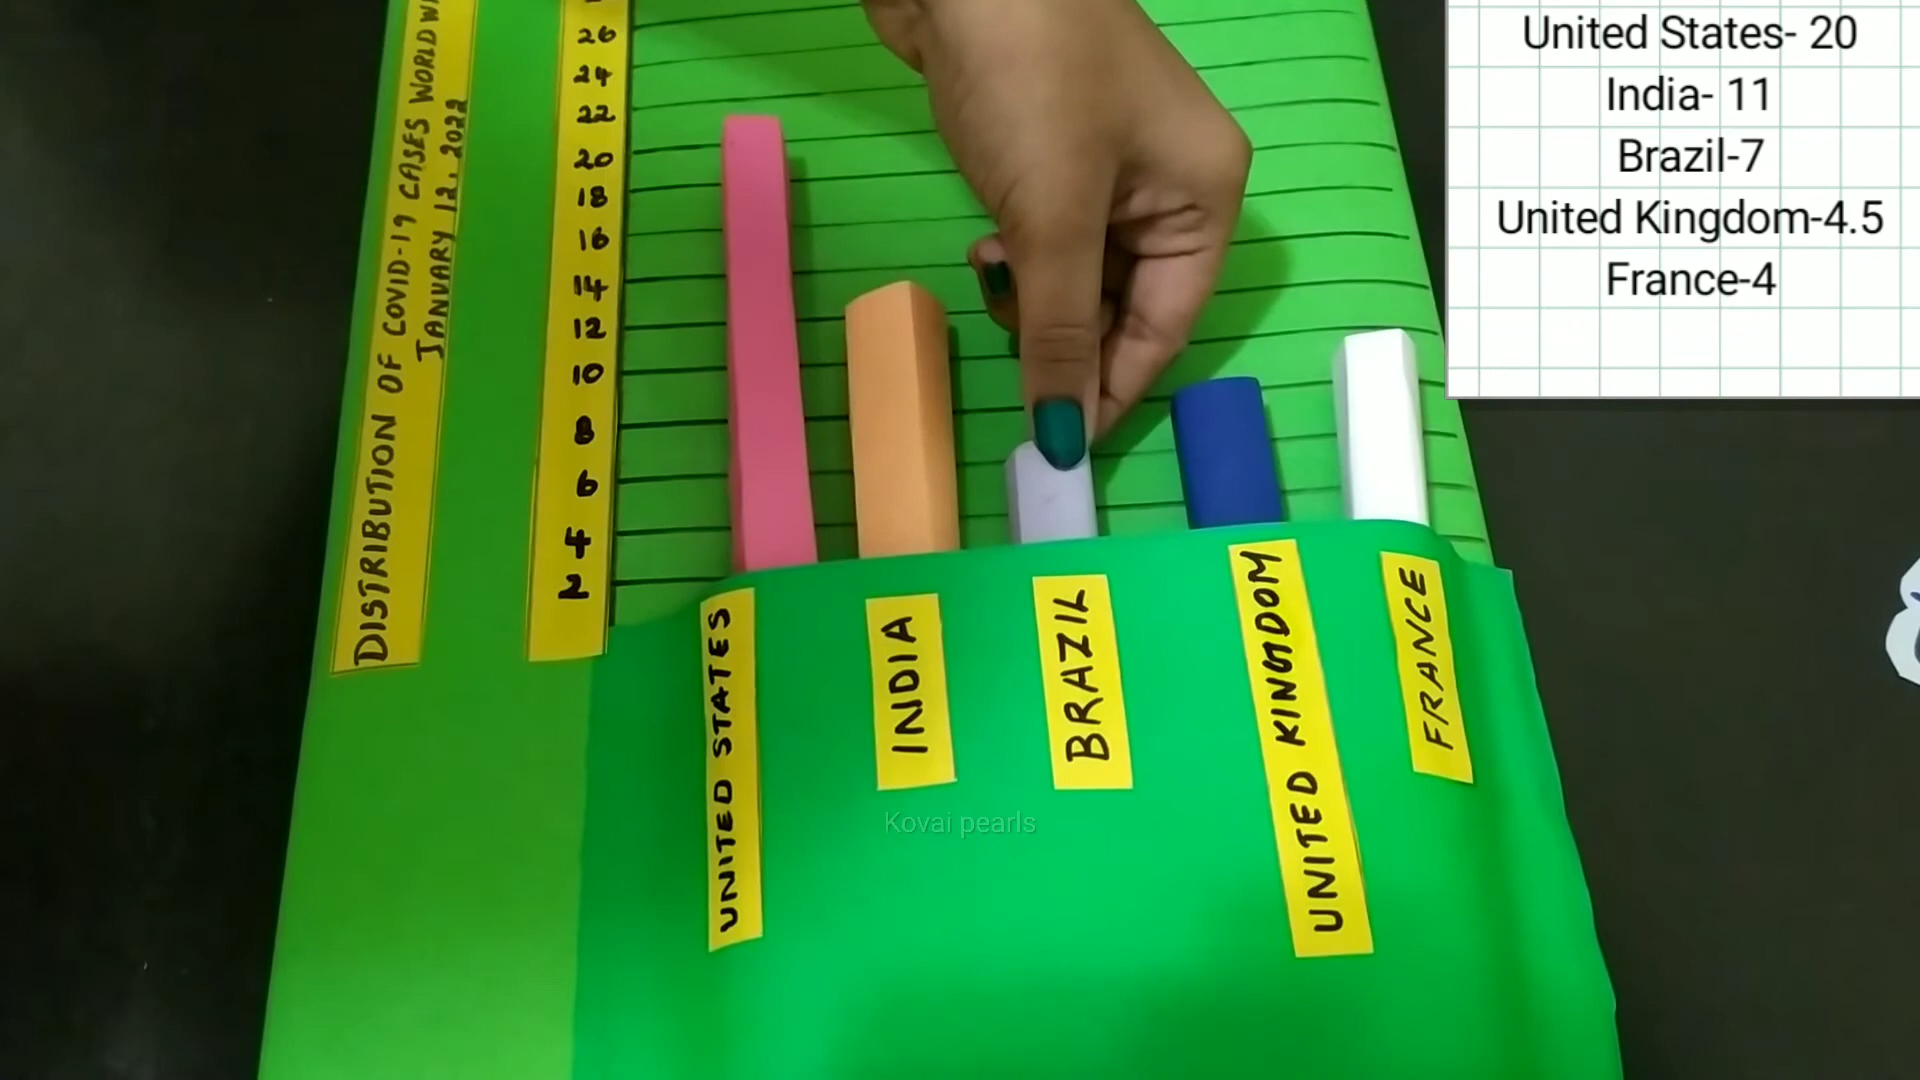 United States- 20
India- 11
Brazil-7
United Kingdom-4.5
France-4
DISTRIBUTION OF COVID-19 CASES
JANUARY 12, 2022
26
24
22
20
18
16
14
12
10
8
6
4
2
UNITED STATES
INDIA
BRAZIL
UNITED KINGDOM
FRANCE
Kovai pearls